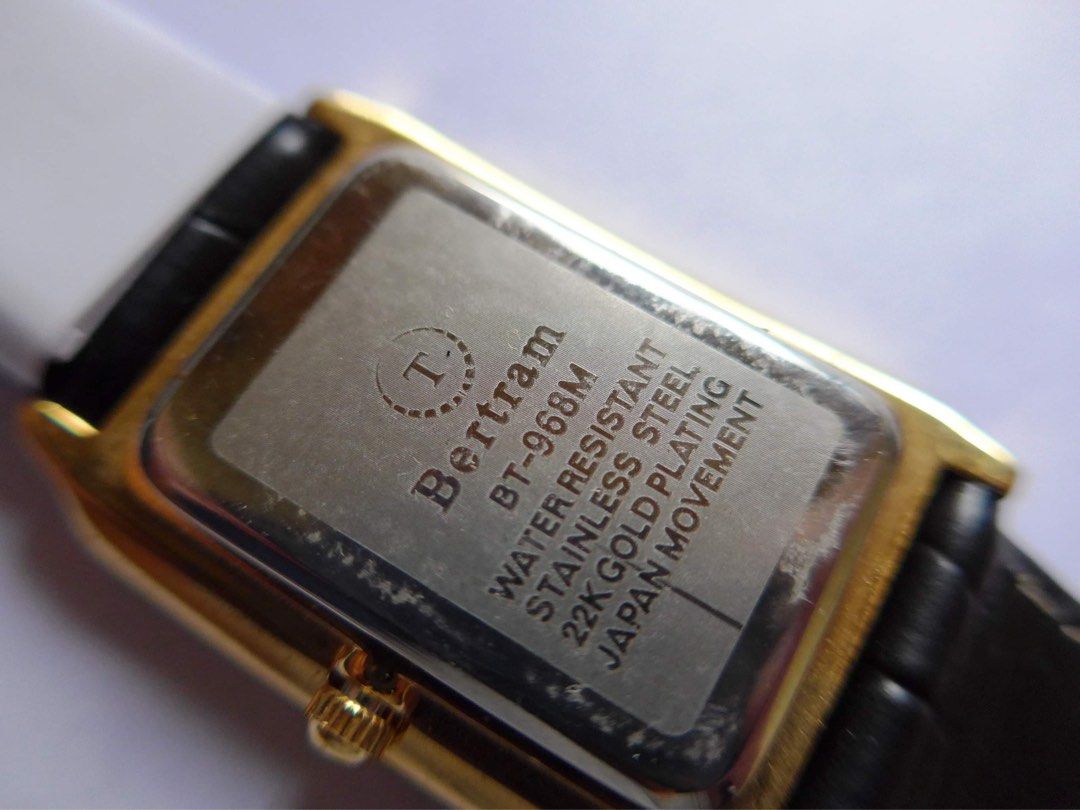 T
Bertram
BT-968M
WATER RESISTANT
STAINLESS STEEL
22K GOLD PLATING
JAPAN MOVEMENT